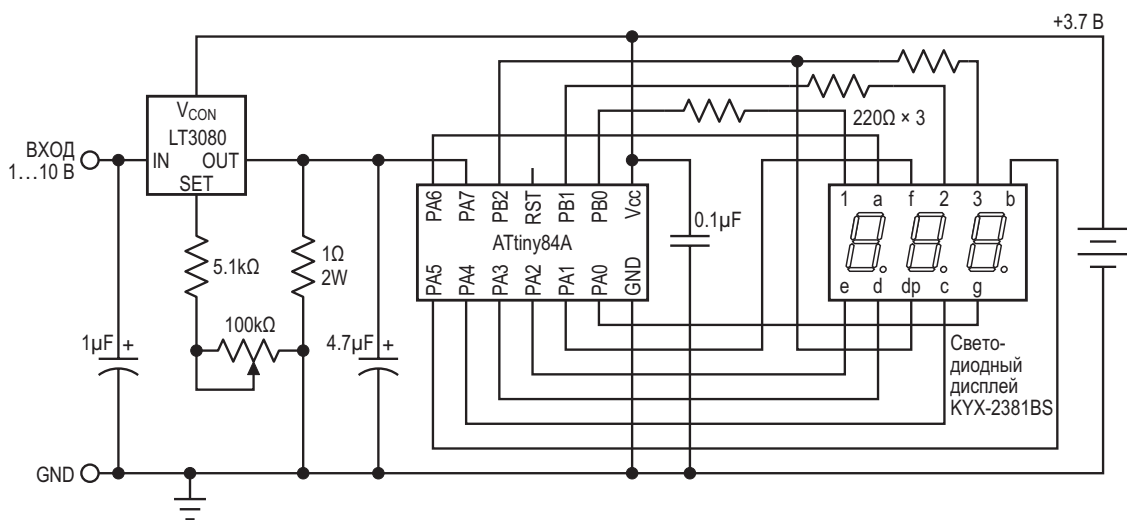 +3.7 В
VCON
LT3080
IN OUT
SET
ВХОД
1...10 В
220Ω × 3
PA6 PA7 PB2 RST PB1 PB0 Vcc
ATtiny84A
PA5 PA4 PA3 PA2 PA1 PA0 GND
0.1µF
1 a f 2 3 b
e d dp c g
5.1kΩ
1Ω
2W
100kΩ
1µF +
4.7µF +
Свето-
диодный
дисплей
KYX-2381BS
GND